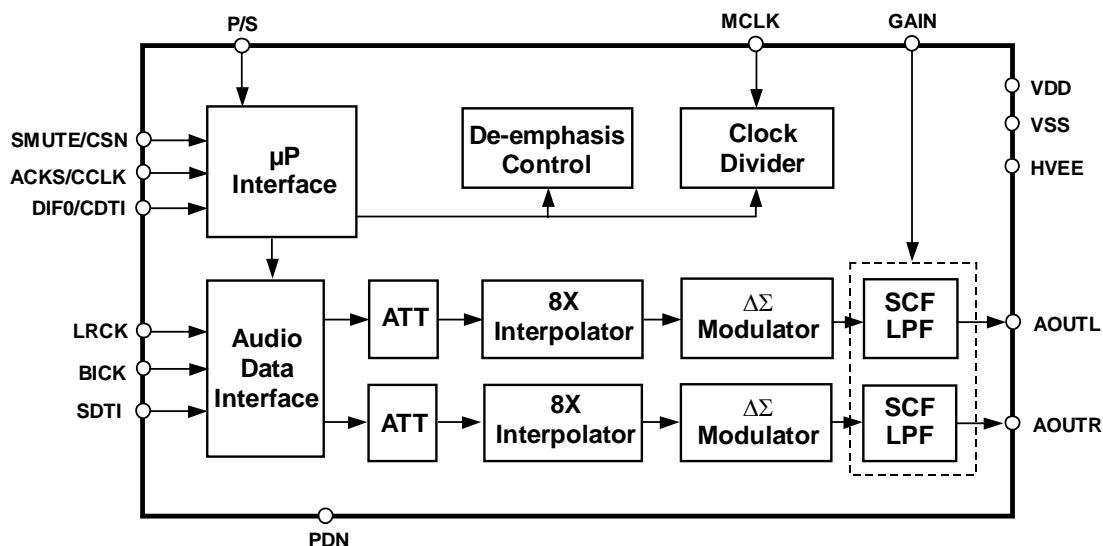 P/S
MCLK
GAIN
VDD
VSS
HVEE
SMUTE/CSN
ACKS/CCLK
DIF0/CDTI
µP
Interface
De-emphasis
Control
Clock
Divider
LRCK
BICK
SDTI
Audio
Data
Interface
ATT
8X
Interpolator
ΔΣ
Modulator
SCF
LPF
AOUTL
ATT
8X
Interpolator
ΔΣ
Modulator
SCF
LPF
AOUTR
PDN